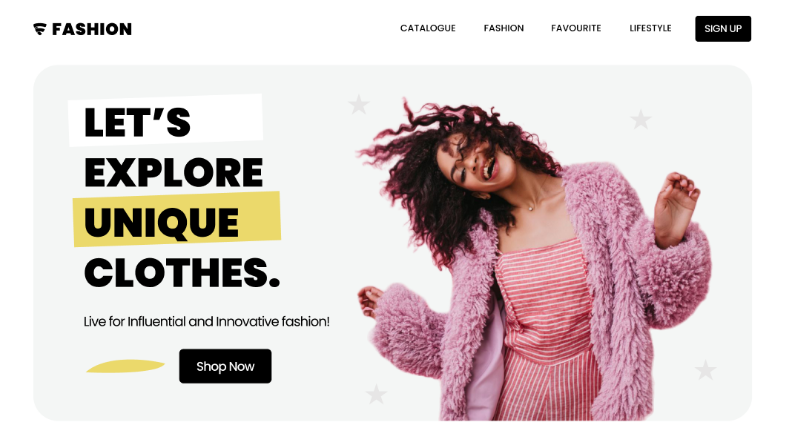 FASHION
CATALOGUE FASHION FAVOURITE LIFESTYLE SIGN UP
LET’S
EXPLORE
UNIQUE
CLOTHES.
Live for Influential and Innovative fashion!
Shop Now